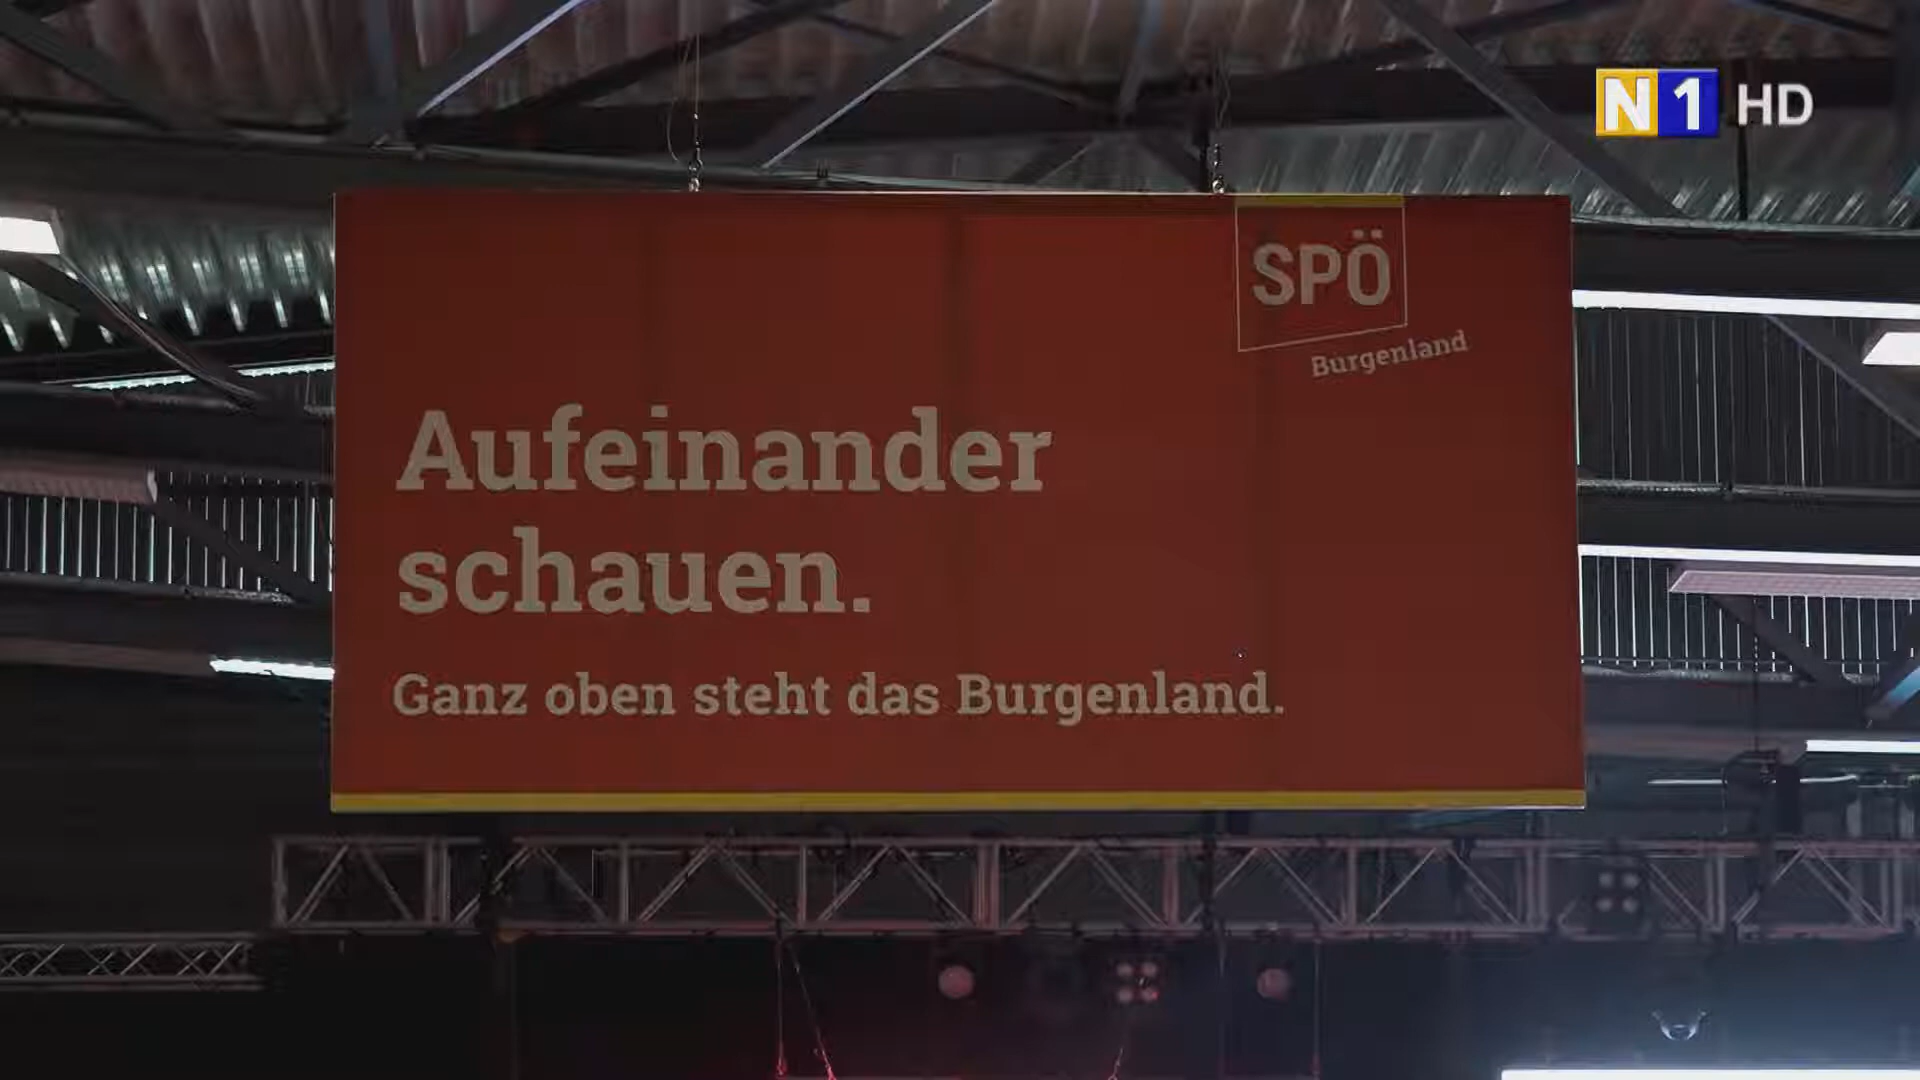 N1 HD
SPÖ
Burgenland
Aufeinander
schauen.
Ganz oben steht das Burgenland.